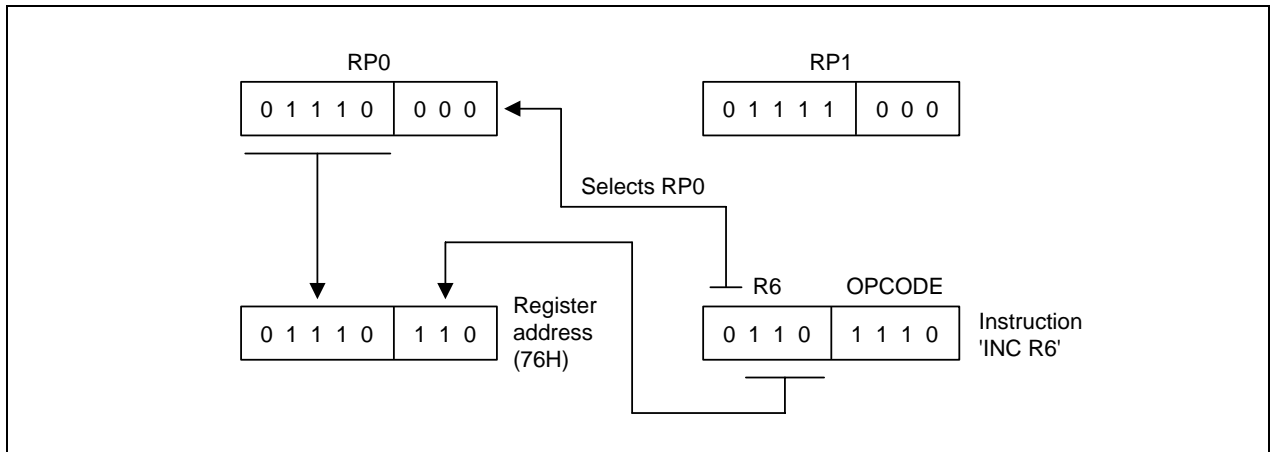 RP0
RP1
0 1 1 1 0 0 0 0
0 1 1 1 1 0 0 0
Selects RP0
R6 OPCODE
0 1 1 1 0 1 1 0
Register
address
(76H)
0 1 1 0 1 1 1 0
Instruction
'INC R6'